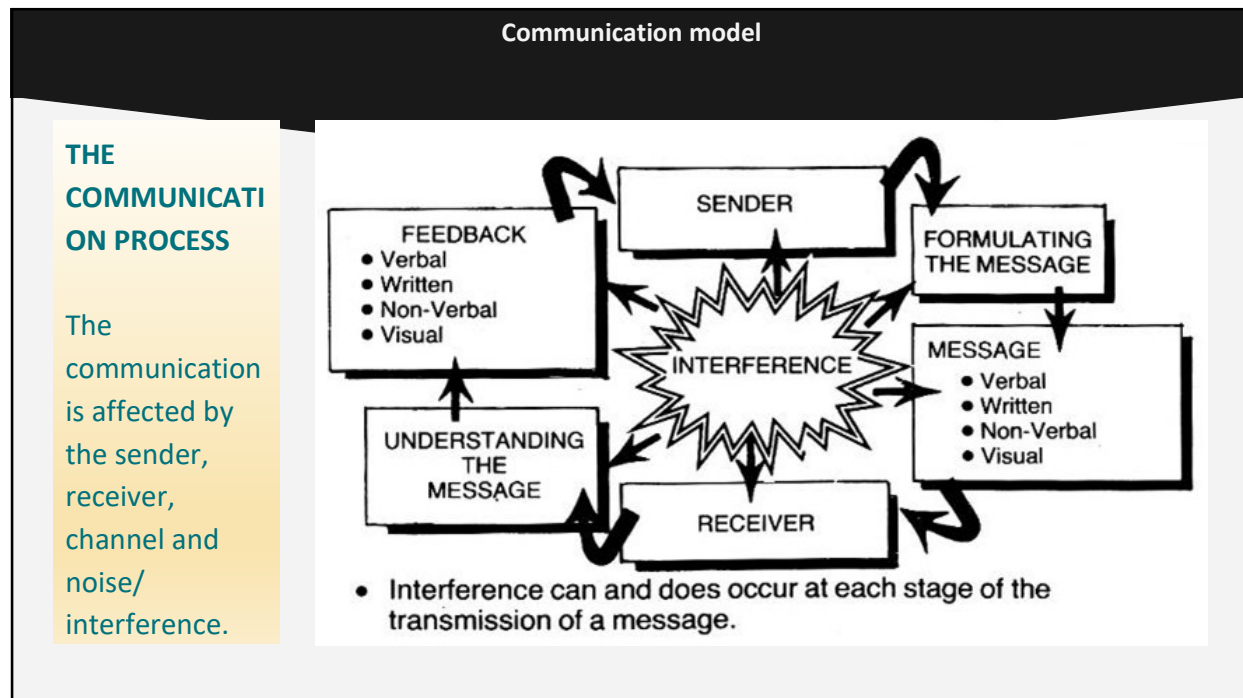 Communication model
THE
COMMUNICATI
ON PROCESS
The
communication
is affected by
the sender,
receiver,
channel and
noise/
interference.
SENDER
FORMULATING
THE MESSAGE
MESSAGE
• Verbal
• Written
• Non-Verbal
• Visual
RECEIVER
UNDERSTANDING
THE
MESSAGE
FEEDBACK
• Verbal
• Written
• Non-Verbal
• Visual
INTERFERENCE
• Interference can and does occur at each stage of the
transmission of a message.